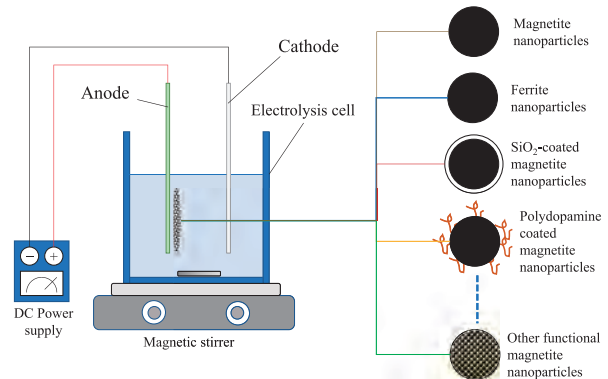 Cathode
Anode
Electrolysis cell
− +
DC Power
supply
Magnetic stirrer
Magnetite
nanoparticles
Ferrite
nanoparticles
SiO₂-coated
magnetite
nanoparticles
Polydopamine
coated
magnetite
nanoparticles
Other functional
magnetite
nanoparticles